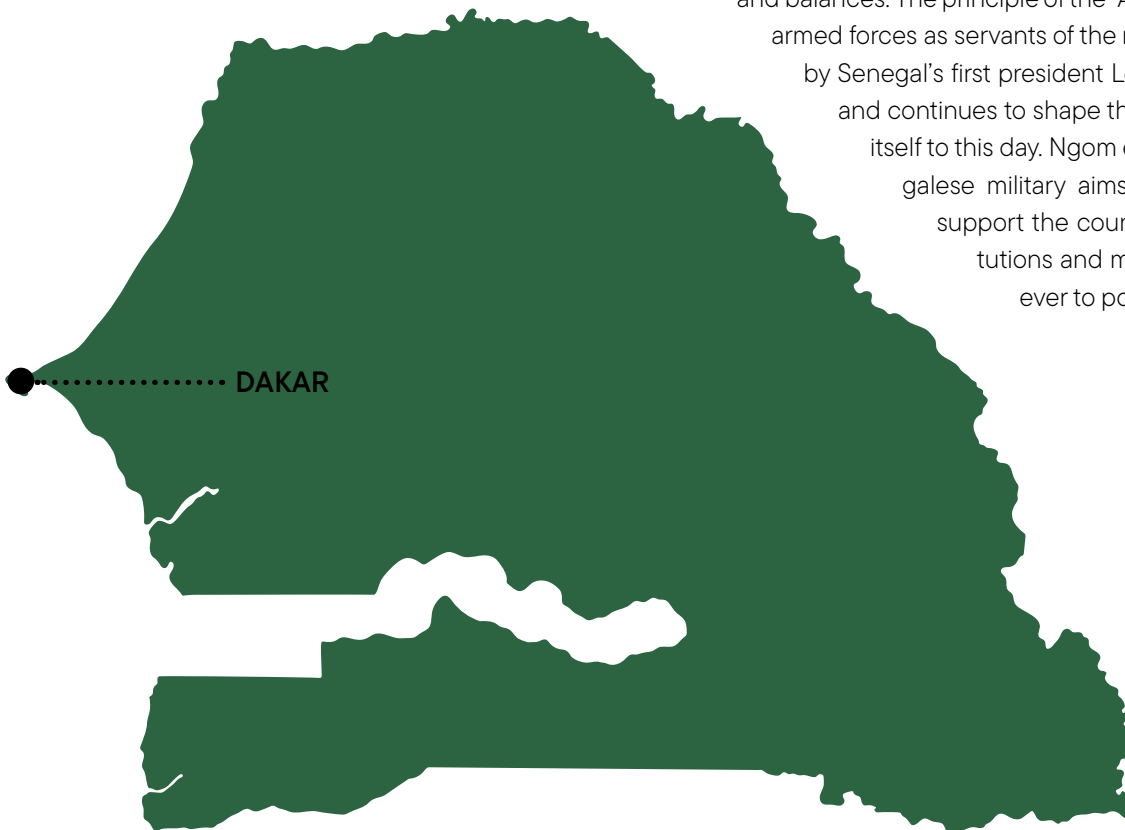 and balances. The principle of the
armed forces as servants of the
by Senegal’s first president
and continues to shape
itself to this day. Ngom
galese military aims
support the
tutions and
ever to
DAKAR